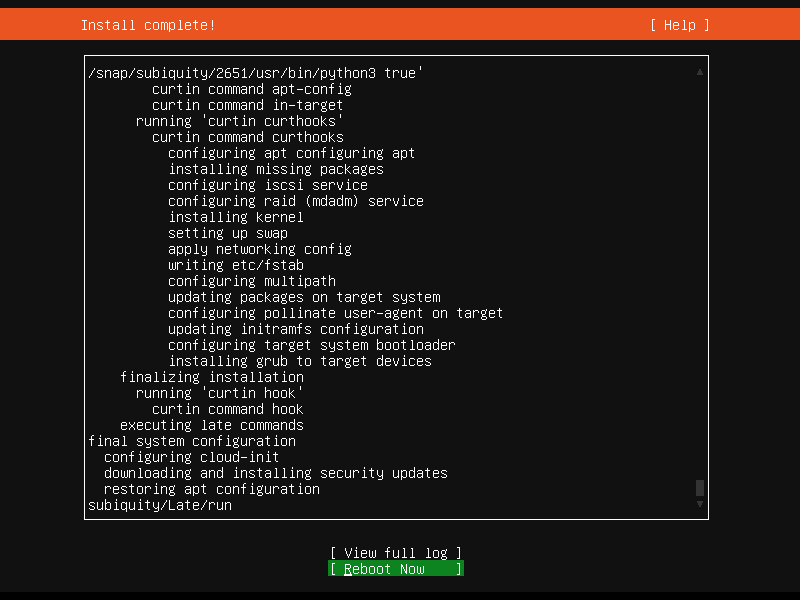 Install complete!
[ Help ]
/snap/subiquity/2651/usr/bin/python3 true'
curtin command apt-config
curtin command in-target
running 'curtin curthooks'
curtin command curthooks
configuring apt configuring apt
installing missing packages
configuring iscsi service
configuring raid (mdadm) service
installing kernel
setting up swap
apply networking config
writing etc/fstab
configuring multipath
updating packages on target system
configuring pollinate user-agent on target
updating initramfs configuration
configuring target system bootloader
installing grub to target devices
finalizing installation
running 'curtin hook'
curtin command hook
executing late commands
final system configuration
configuring cloud-init
downloading and installing security updates
restoring apt configuration
subiquity/Late/run
[ View full log ]
[ Reboot Now ]